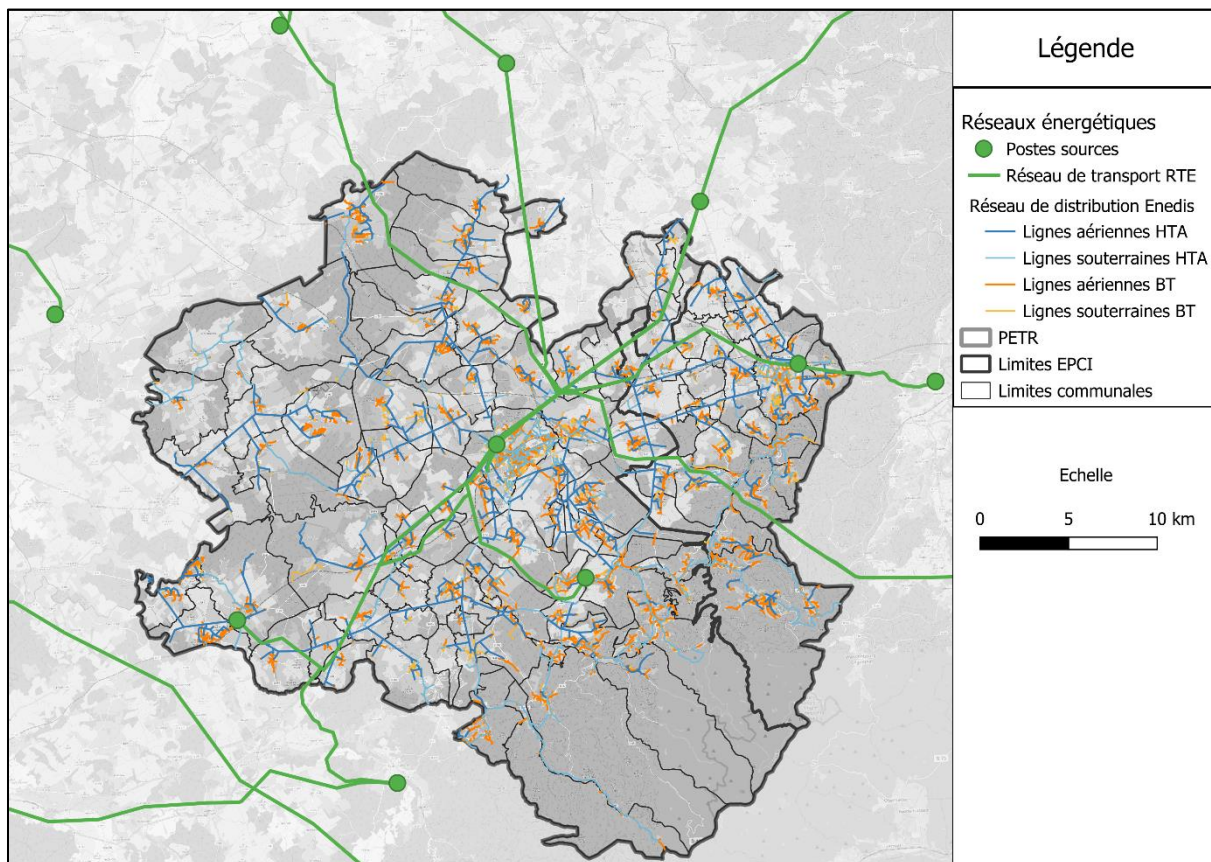 Légende
Réseaux énergétiques
Postes sources
Réseau de transport RTE
Réseau de distribution Enedis
Lignes aériennes HTA
Lignes souterraines HTA
Lignes aériennes BT
Lignes souterraines BT
PETR
Limites EPCI
Limites communales
Echelle
0 5 10 km